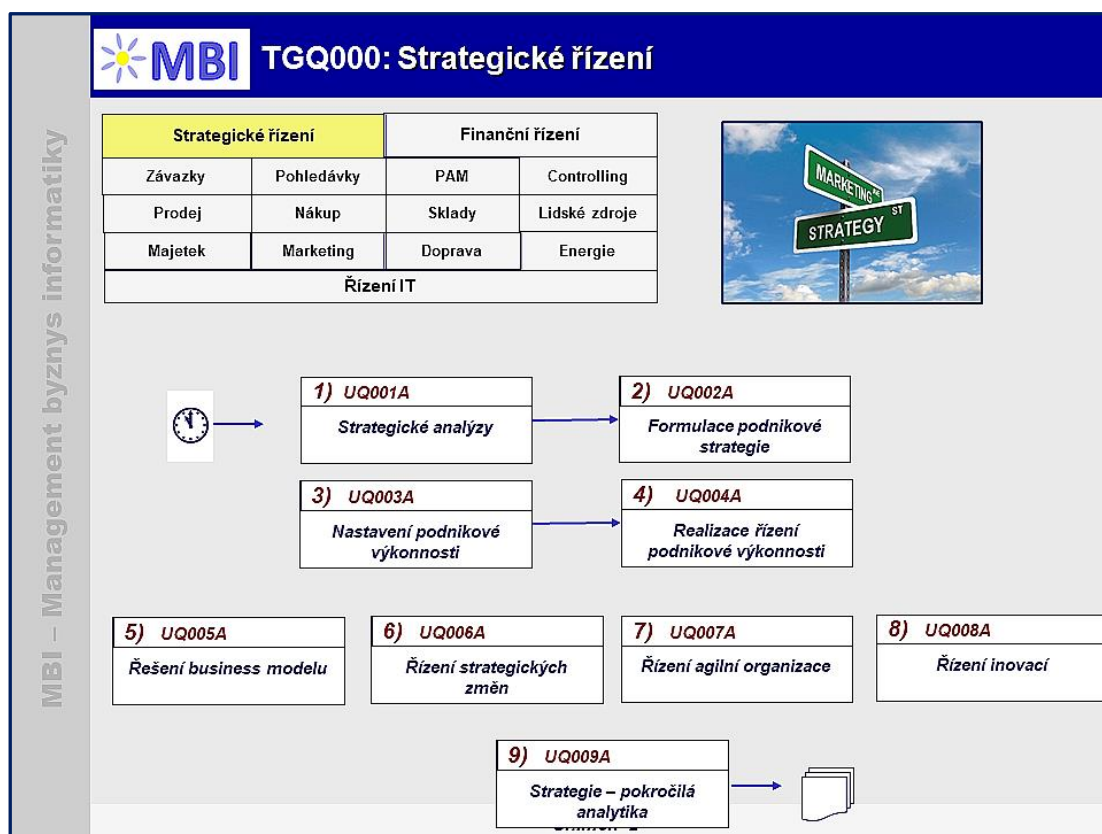 MBI
TGQ000: Strategické řízení
MBI – Management byznys informatiky
Strategické řízení
Finanční řízení
Závazky
Pohledávky
PAM
Controlling
Prodej
Nákup
Sklady
Lidské zdroje
Majetek
Marketing
Doprava
Energie
Řízení IT
MARKETING AVE
STRATEGY ST
1) UQ001A
Strategické analýzy
2) UQ002A
Formulace podnikové
strategie
3) UQ003A
Nastavení podnikové
výkonnosti
4) UQ004A
Realizace řízení
podnikové výkonnosti
5) UQ005A
Řešení business modelu
6) UQ006A
Řízení strategických
změn
7) UQ007A
Řízení agilní organizace
8) UQ008A
Řízení inovací
9) UQ009A
Strategie – pokročilá
analytika